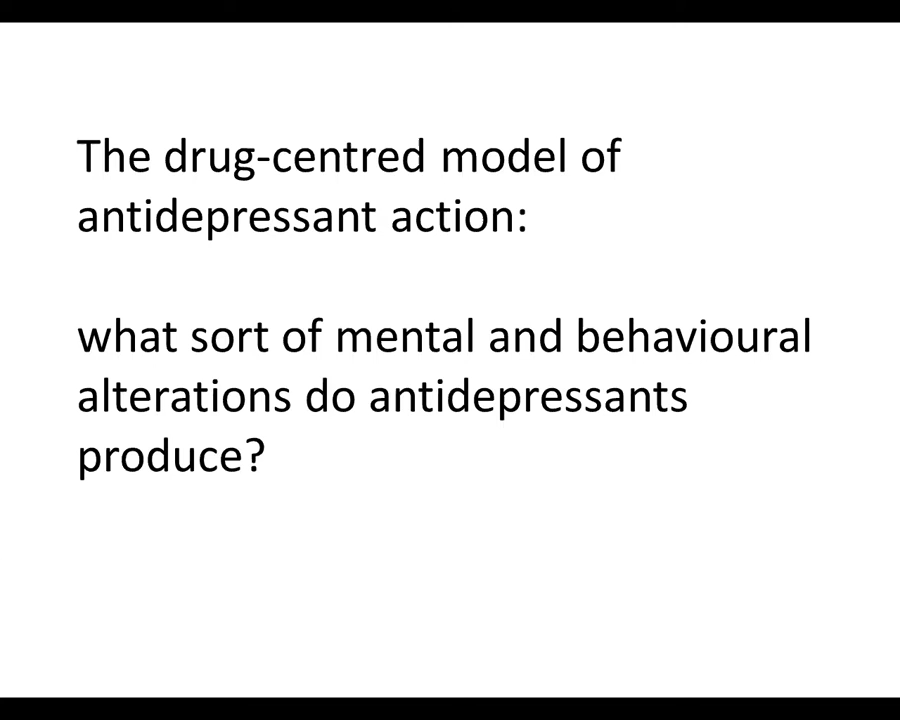 The drug-centred model of
antidepressant action:
what sort of mental and behavioural
alterations do antidepressants
produce?